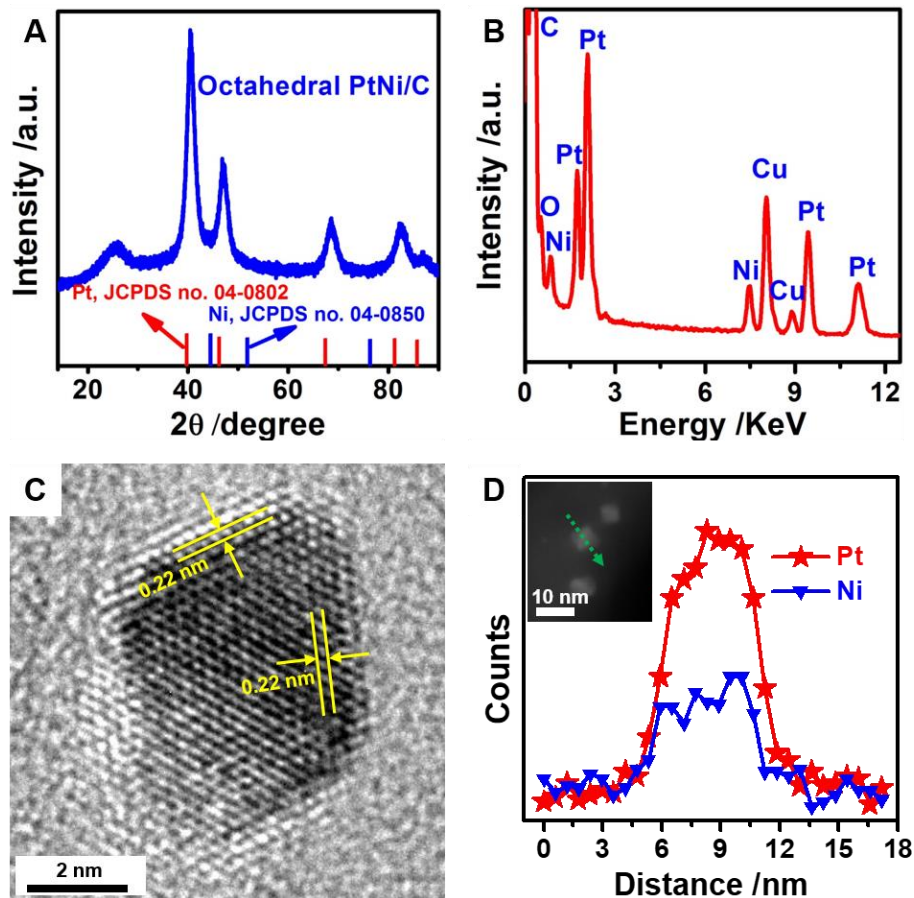 A
Octahedral PtNi/C
Pt, JCPDS no. 04-0802
Ni, JCPDS no. 04-0850
Intensity /a.u.
20 40 60 80
2θ /degree
B
C
Pt
O
Pt
Ni
Cu
Pt
Ni
Cu
Pt
Intensity /a.u.
0 3 6 9 12
Energy /KeV
C
0.22 nm
0.22 nm
2 nm
D
10 nm
Pt
Ni
Counts
0 3 6 9 12 15 18
Distance /nm